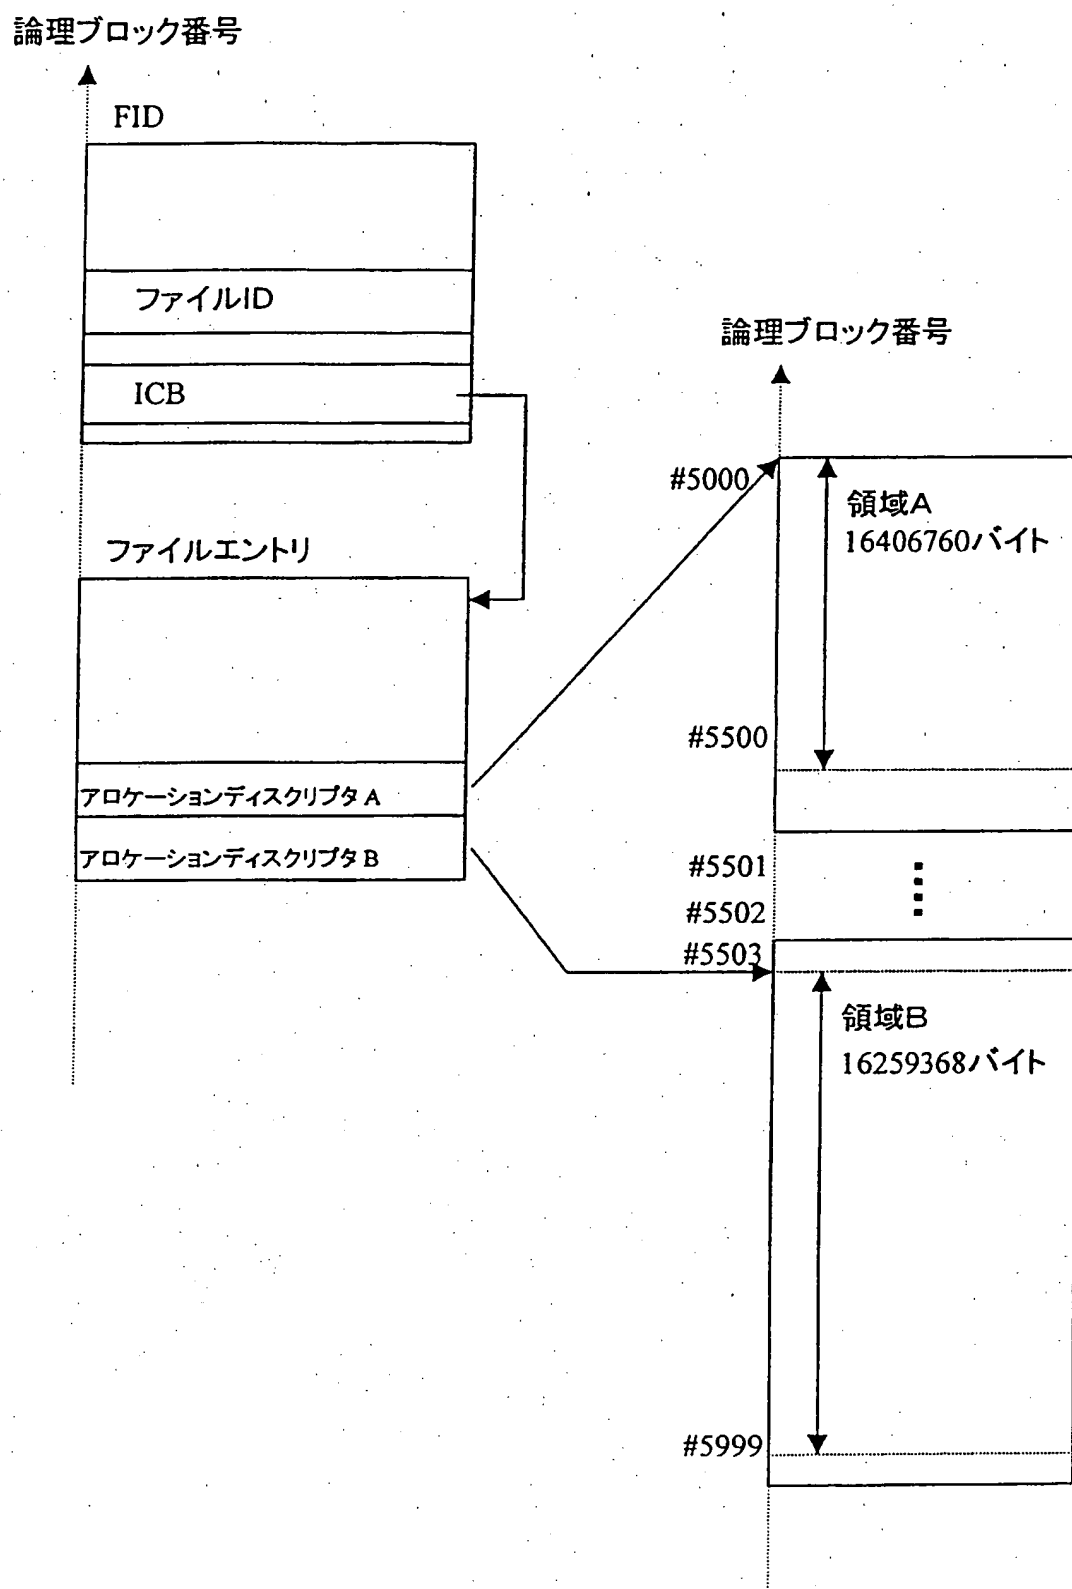 論理ブロック番号
FID
ファイルID
ICB
ファイルエントリ
アロケーションディスクリプタ A
アロケーションディスクリプタ B
論理ブロック番号
#5000
領域A
16406760バイト
#5500
#5501
#5502
#5503
領域B
16259368バイト
#5999